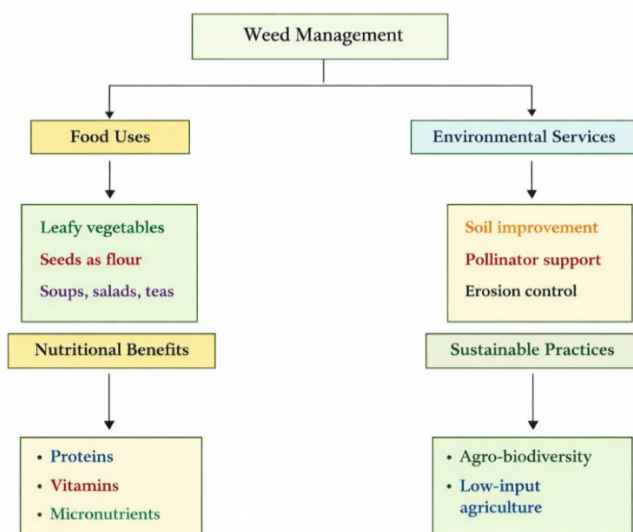 Weed Management
Food Uses
Leafy vegetables
Seeds as flour
Soups, salads, teas
Nutritional Benefits
• Proteins
• Vitamins
• Micronutrients
Environmental Services
Soil improvement
Pollinator support
Erosion control
Sustainable Practices
• Agro-biodiversity
• Low-input
agriculture